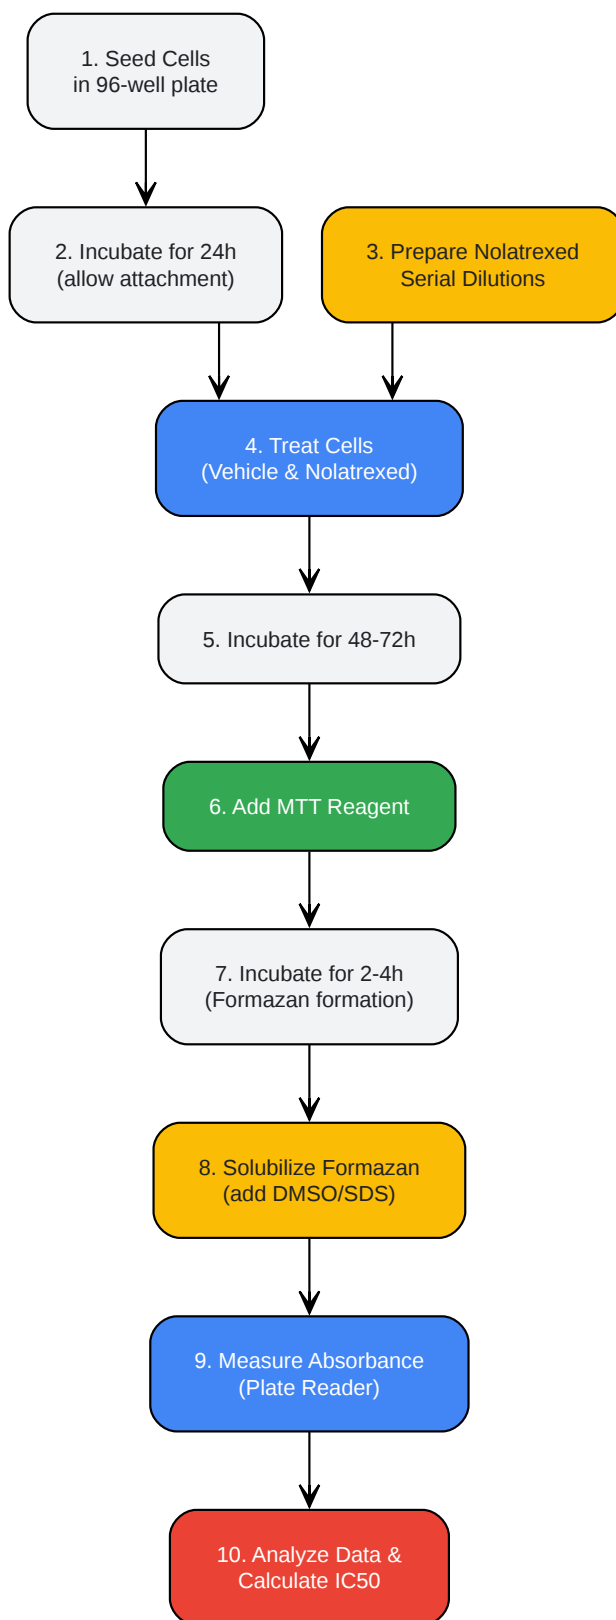 1. Seed Cells
in 96-well plate
2. Incubate for 24h
(allow attachment)
3. Prepare Nolatrexed
Serial Dilutions
4. Treat Cells
(Vehicle & Nolatrexed)
5. Incubate for 48-72h
6. Add MTT Reagent
7. Incubate for 2-4h
(Formazan formation)
8. Solubilize Formazan
(add DMSO/SDS)
9. Measure Absorbance
(Plate Reader)
10. Analyze Data &
Calculate IC50